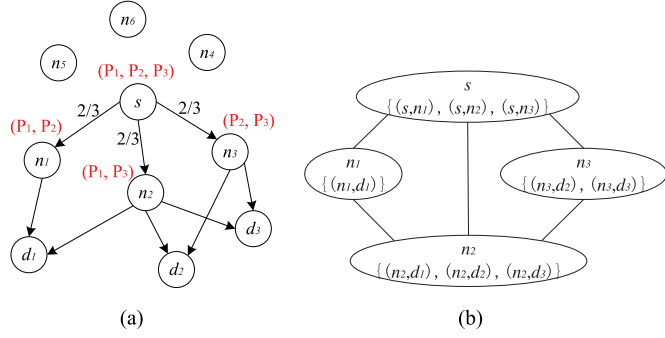 n₆
n₅
n₄
(P₁, P₂, P₃)
s
2/3
2/3
2/3
(P₁, P₂)
(P₂, P₃)
n₁
n₃
(P₁, P₃)
n₂
d₁
d₂
d₃
(a)
s
{(s,n₁), (s,n₂), (s,n₃)}
n₁
{(n₁,d₁)}
n₃
{(n₃,d₂), (n₃,d₃)}
n₂
{(n₂,d₁), (n₂,d₂), (n₂,d₃)}
(b)